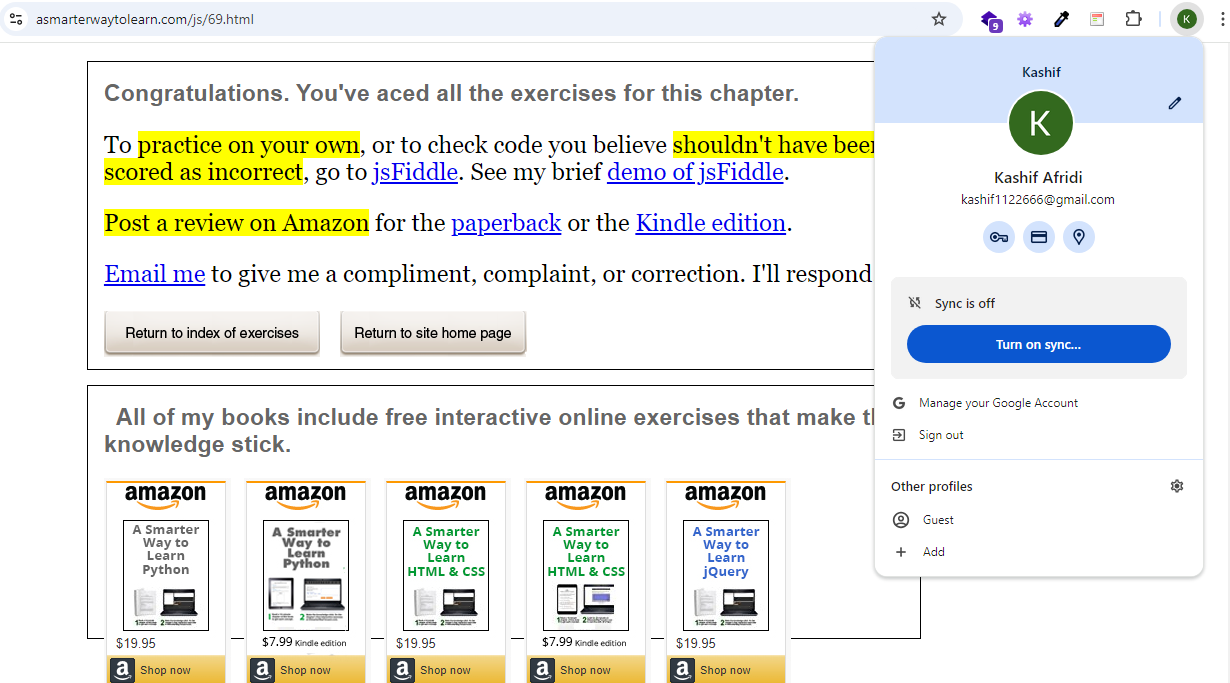 asmarterwaytolearn.com/js/69.html
9
K
Congratulations. You've aced all the exercises for this chapter.
To practice on your own, or to check code you believe shouldn't have been
scored as incorrect, go to jsFiddle. See my brief demo of jsFiddle.
Post a review on Amazon for the paperback or the Kindle edition.
Email me to give me a compliment, complaint, or correction. I'll respond
Return to index of exercises
Return to site home page
All of my books include free interactive online exercises that make
knowledge stick.
amazon
A Smarter
Way to
Learn
Python
$19.95
a Shop now
amazon
A Smarter
Way to
Learn
Python
$7.99 Kindle edition
a Shop now
amazon
A Smarter
Way to
Learn
HTML & CSS
$19.95
a Shop now
amazon
A Smarter
Way to
Learn
HTML & CSS
$7.99 Kindle edition
a Shop now
amazon
A Smarter
Way to
Learn
jQuery
$19.95
a Shop now
Kashif
K
Kashif Afridi
kashif1122666@gmail.com
Sync is off
Turn on sync...
G Manage your Google Account
Sign out
Other profiles
Guest
Add